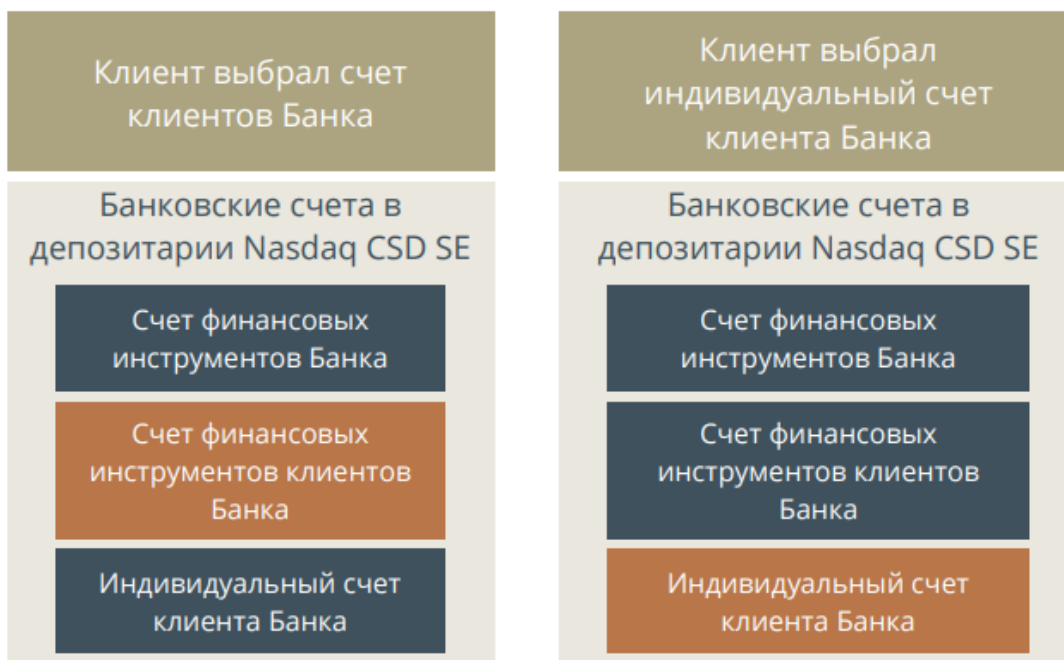 Клиент выбрал счет
клиентов Банка
Банковские счета в
депозитарии Nasdaq CSD SE
Счет финансовых
инструментов Банка
Счет финансовых
инструментов клиентов
Банка
Индивидуальный счет
клиента Банка
Клиент выбрал
индивидуальный счет
клиента Банка
Банковские счета в
депозитарии Nasdaq CSD SE
Счет финансовых
инструментов Банка
Счет финансовых
инструментов клиентов
Банка
Индивидуальный счет
клиента Банка